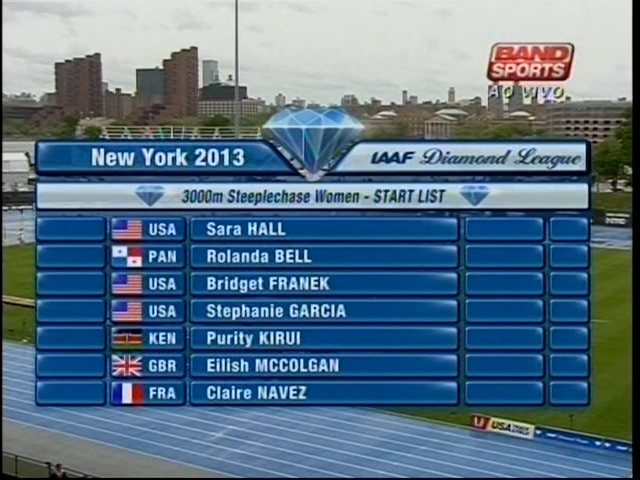 BAND
SPORTS
AO VIVO
New York 2013
IAAF Diamond League
3000m Steeplechase Women - START LIST
USA Sara HALL
PAN Rolanda BELL
USA Bridget FRANEK
USA Stephanie GARCIA
KEN Purity KIRUI
GBR Eilish MCCOLGAN
FRA Claire NAVEZ
USA